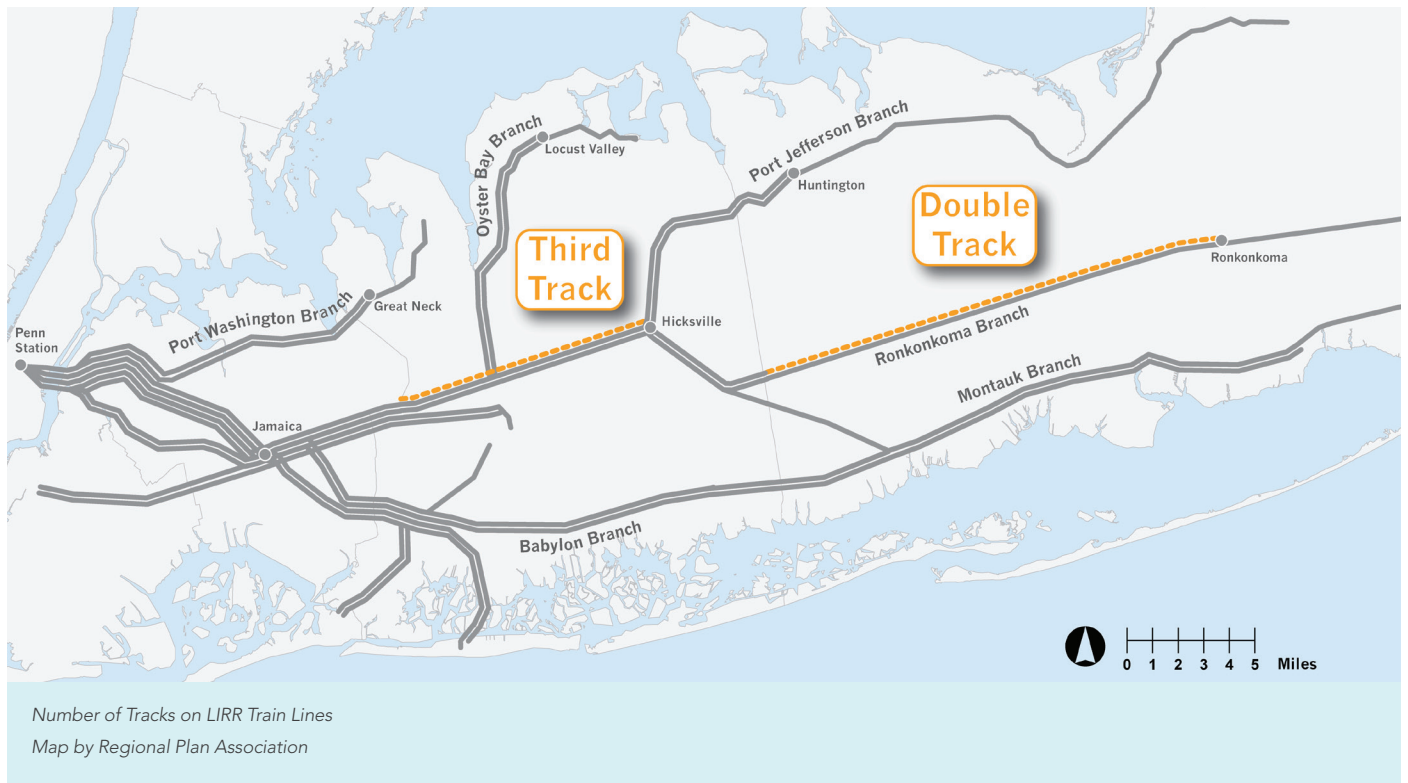 Oyster Bay Branch
Locust Valley
Port Jefferson Branch
Huntington
Double
Track
Third
Track
Ronkonkoma
Port Washington Branch
Great Neck
Hicksville
Penn
Station
Ronkonkoma Branch
Montauk Branch
Jamaica
Babylon Branch
0 1 2 3 4 5 Miles
Number of Tracks on LIRR Train Lines
Map by Regional Plan Association